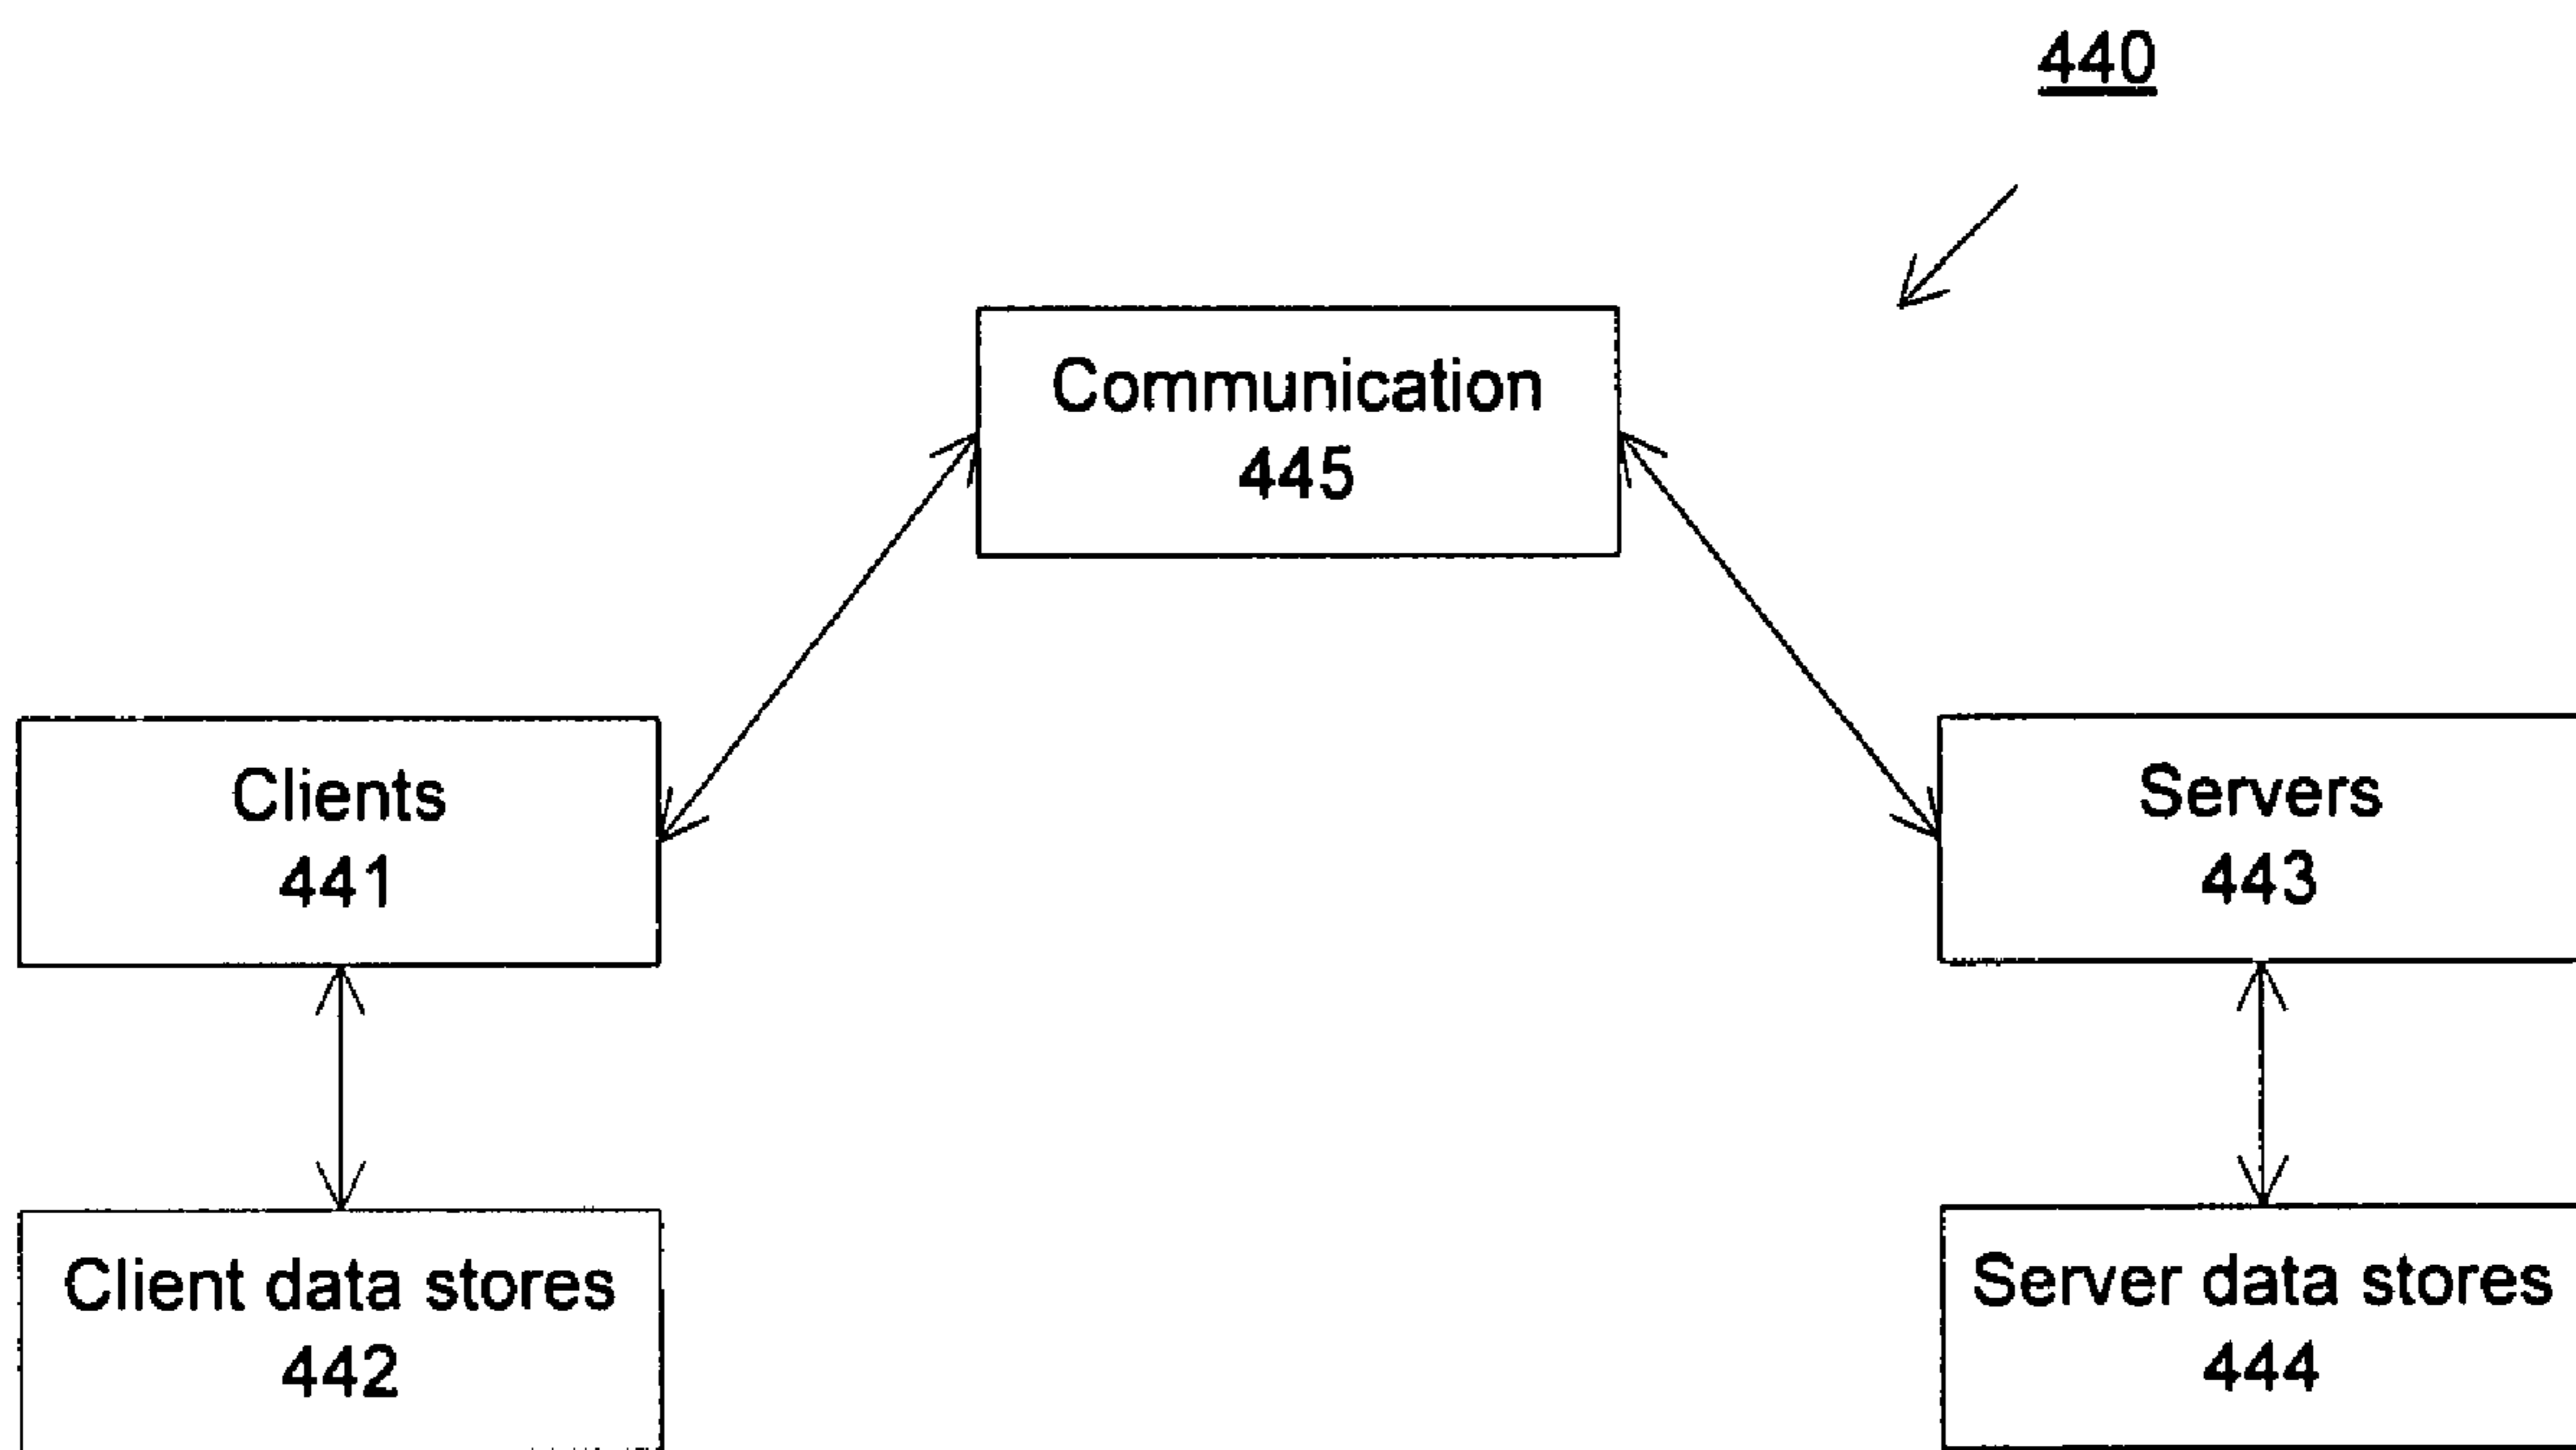 440
Communication
445
Clients
441
Servers
443
Client data stores
442
Server data stores
444